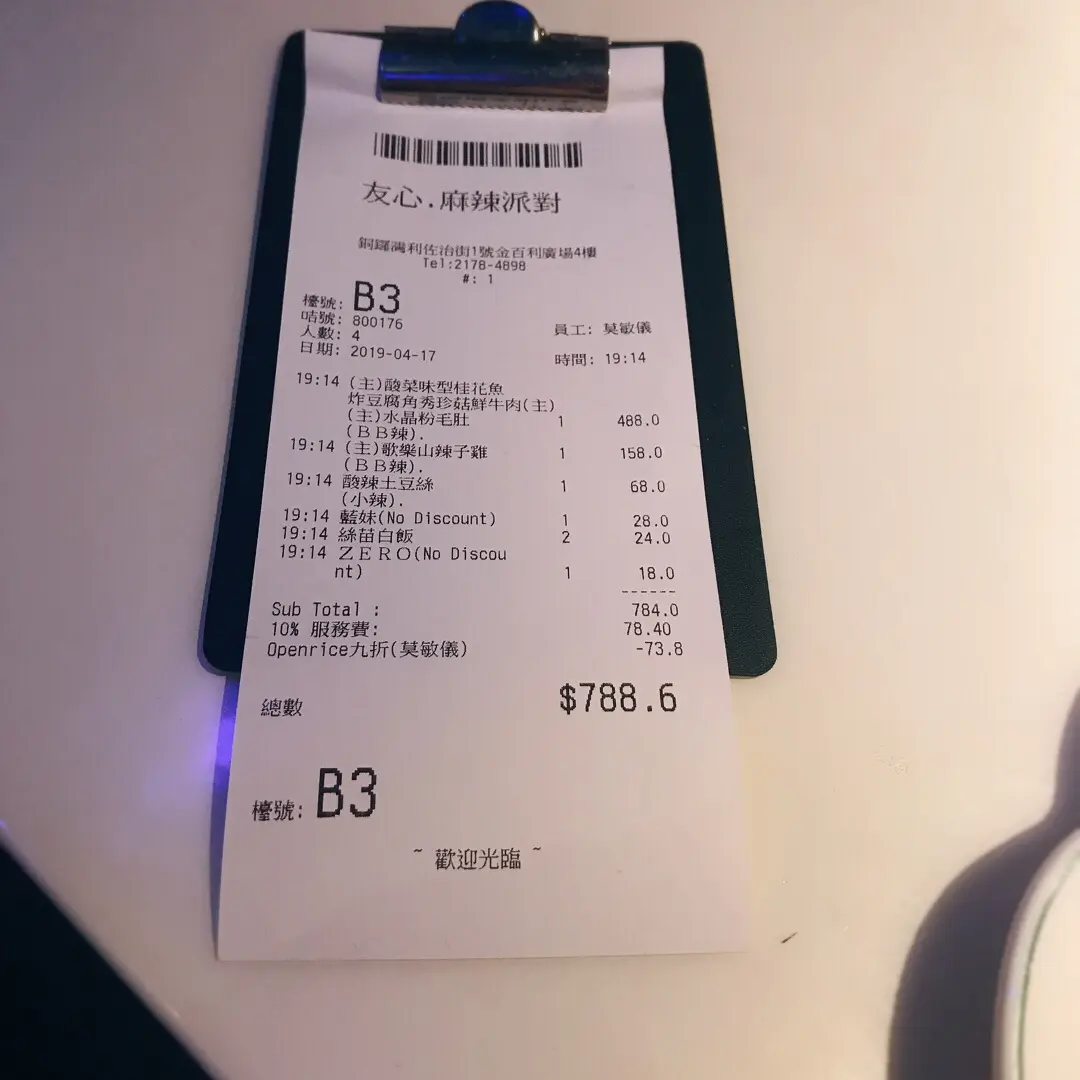 友心.麻辣派對
銅鑼灣利佐治街1號金百利廣場4樓
Tel:2178-4898
#: 1
檯號: B3
咭號: 800176
人數: 4 員工: 莫敏儀
日期: 2019-04-17 時間: 19:14
19:14 (主)酸菜味型桂花魚
炸豆腐角秀珍菇鮮牛肉(主)
(主)水晶粉毛肚 1 488.0
(ＢＢ辣).
19:14 (主)歌樂山辣子雞 1 158.0
(ＢＢ辣).
19:14 酸辣土豆絲 1 68.0
(小辣).
19:14 藍妹(No Discount) 1 28.0
19:14 絲苗白飯 2 24.0
19:14 ＺＥＲＯ(No Discou
nt) 1 18.0
------
Sub Total : 784.0
10% 服務費: 78.40
Openrice九折(莫敏儀) -73.8
總數 $788.6
檯號: B3
~ 歡迎光臨 ~